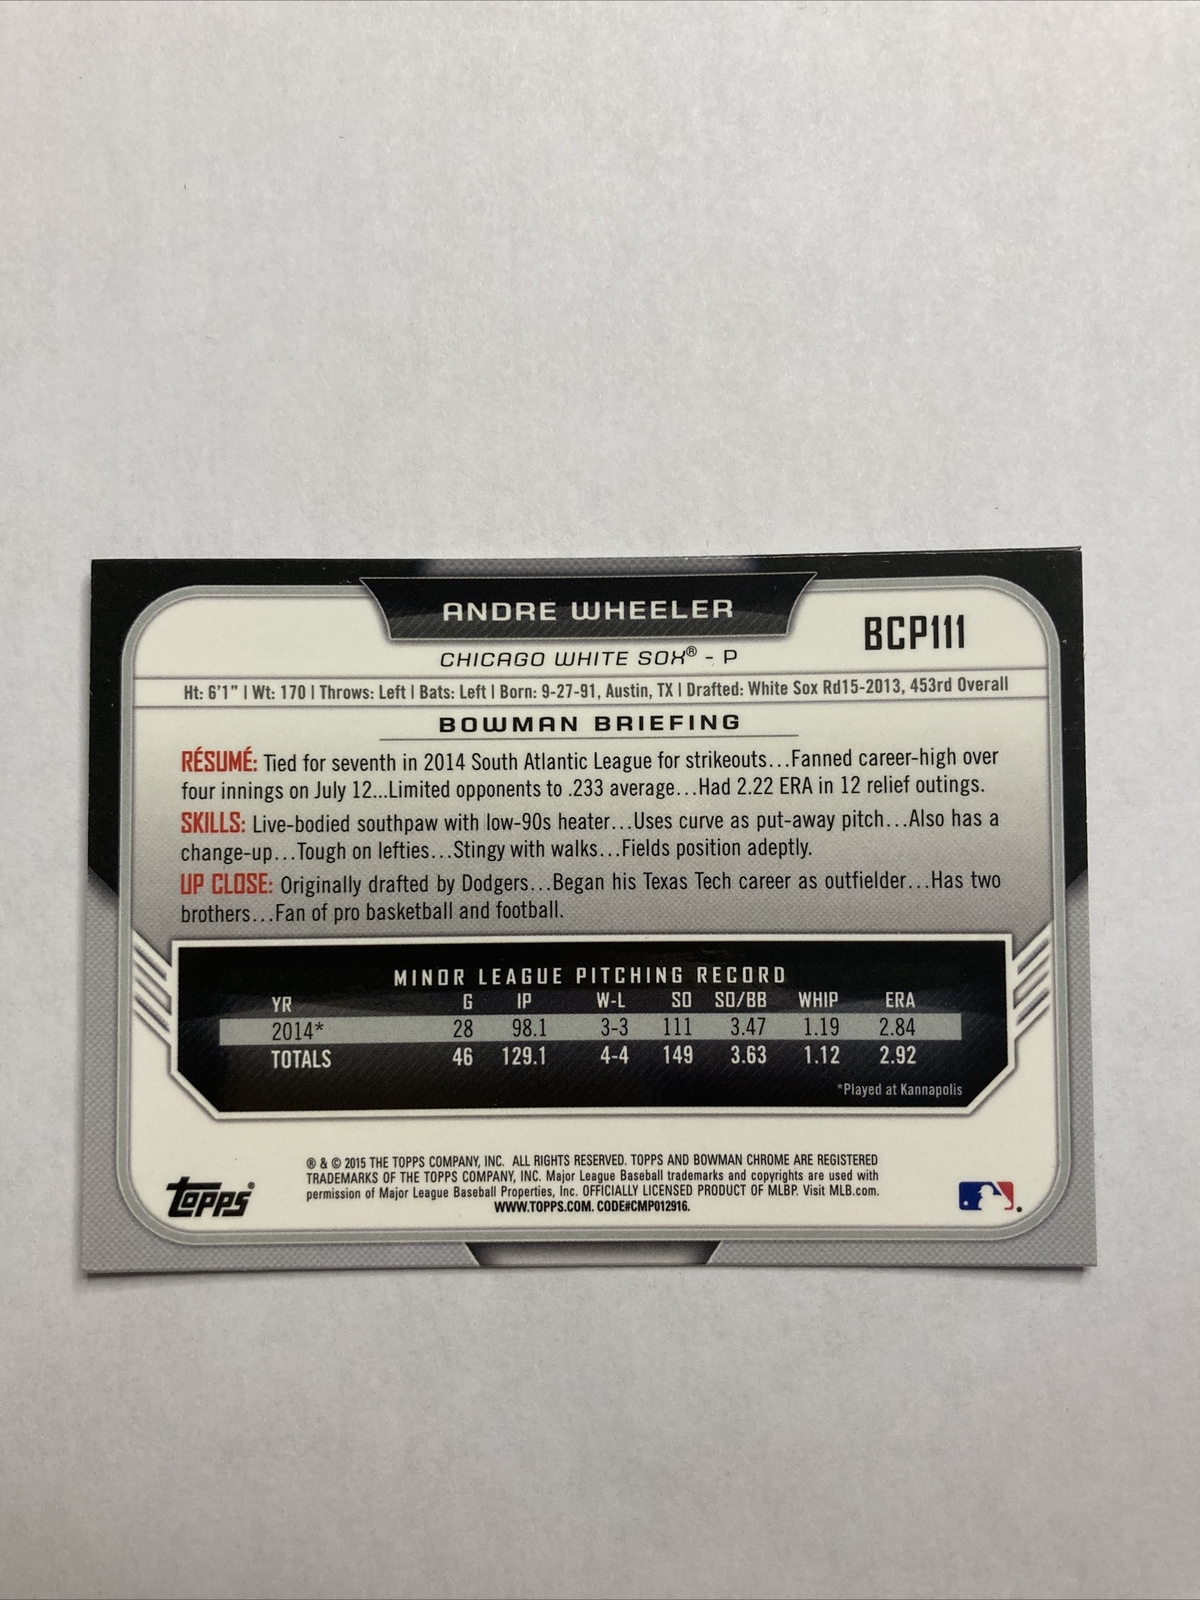 ANDRE WHEELER
BCP111
CHICAGO WHITE SOX® - P
Ht: 6'1" | Wt: 170 | Throws: Left | Bats: Left | Born: 9-27-91, Austin, TX | Drafted: White Sox Rd15-2013, 453rd Overall
BOWMAN BRIEFING
RÉSUMÉ: Tied for seventh in 2014 South Atlantic League for strikeouts...Fanned career-high over
four innings on July 12...Limited opponents to .233 average...Had 2.22 ERA in 12 relief outings.
SKILLS: Live-bodied southpaw with low-90s heater...Uses curve as put-away pitch...Also has a
change-up...Tough on lefties...Stingy with walks...Fields position adeptly.
UP CLOSE: Originally drafted by Dodgers...Began his Texas Tech career as outfielder...Has two
brothers...Fan of pro basketball and football.
MINOR LEAGUE PITCHING RECORD
YR G IP W-L SO SO/BB WHIP ERA
2014* 28 98.1 3-3 111 3.47 1.19 2.84
TOTALS 46 129.1 4-4 149 3.63 1.12 2.92
*Played at Kannapolis
® & © 2015 THE TOPPS COMPANY, INC. ALL RIGHTS RESERVED. TOPPS AND BOWMAN CHROME ARE REGISTERED
TRADEMARKS OF THE TOPPS COMPANY, INC. Major League Baseball trademarks and copyrights are used with
permission of Major League Baseball Properties, Inc. OFFICIALLY LICENSED PRODUCT OF MLBP. Visit MLB.com.
WWW.TOPPS.COM. CODE#CMP012916.
Topps®